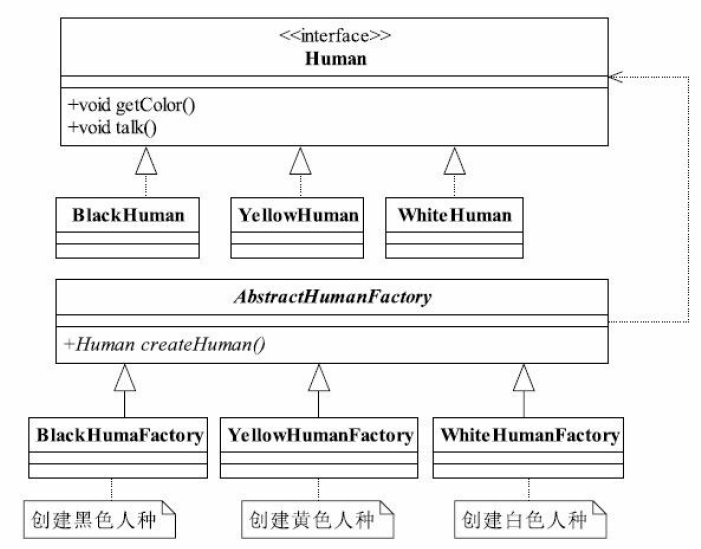 <<interface>>
Human
+void getColor()
+void talk()
BlackHuman YellowHuman WhiteHuman
AbstractHumanFactory
+Human createHuman()
BlackHumaFactory YellowHumanFactory WhiteHumanFactory
创建黑色人种 创建黄色人种 创建白色人种